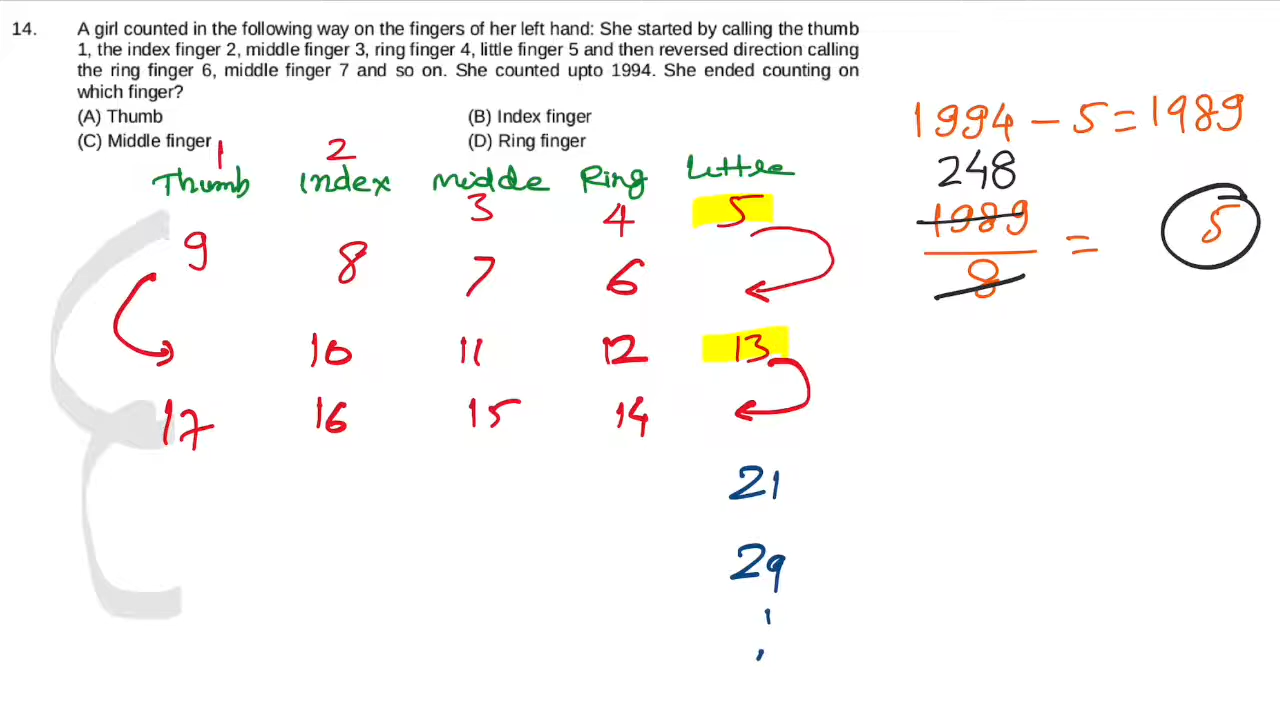 14. A girl counted in the following way on the fingers of her left hand: She started by calling the thumb
1, the index finger 2, middle finger 3, ring finger 4, little finger 5 and then reversed direction calling
the ring finger 6, middle finger 7 and so on. She counted upto 1994. She ended counting on
which finger?
(A) Thumb (B) Index finger
(C) Middle finger (D) Ring finger
1 2
Thumb Index Midde Ring Little
3 4 5
9 8 7 6
10 11 12 13
17 16 15 14
21
29
1994 - 5 = 1989
248
1989
8
= 5